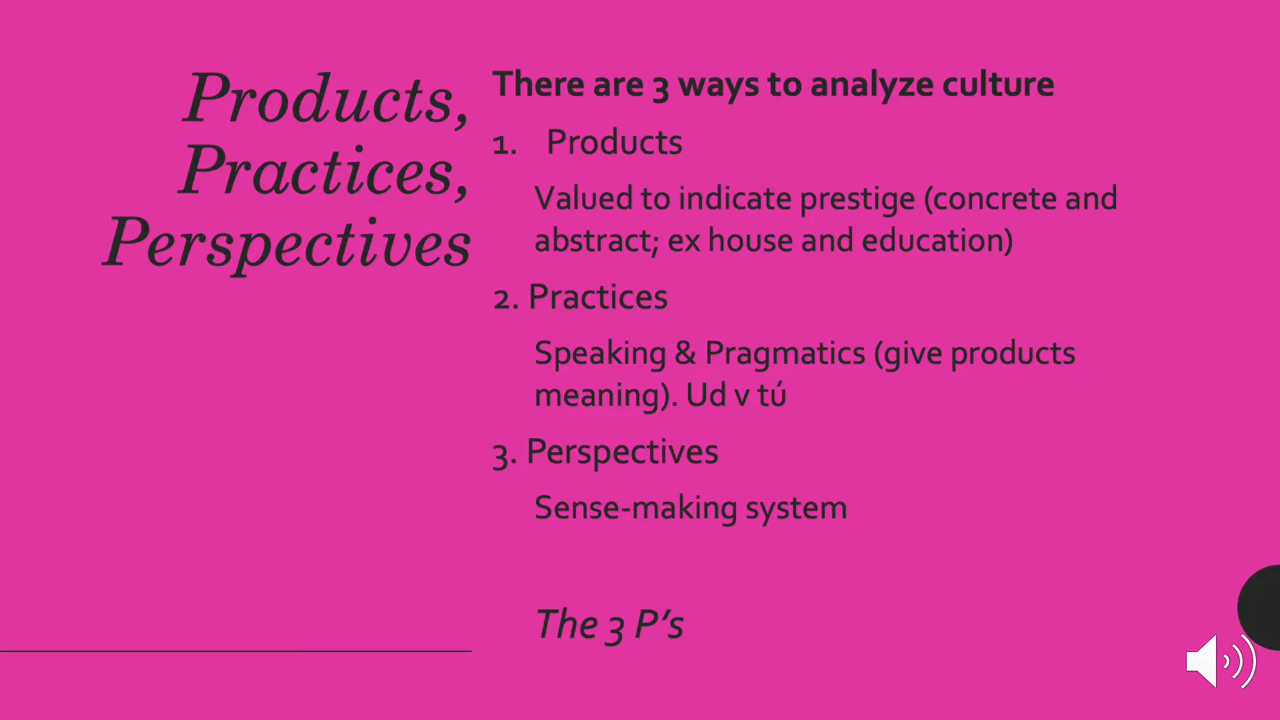 Products,
Practices,
Perspectives
There are 3 ways to analyze culture
1. Products
Valued to indicate prestige (concrete and
abstract; ex house and education)
2. Practices
Speaking & Pragmatics (give products
meaning). Ud v tú
3. Perspectives
Sense-making system
The 3 P’s